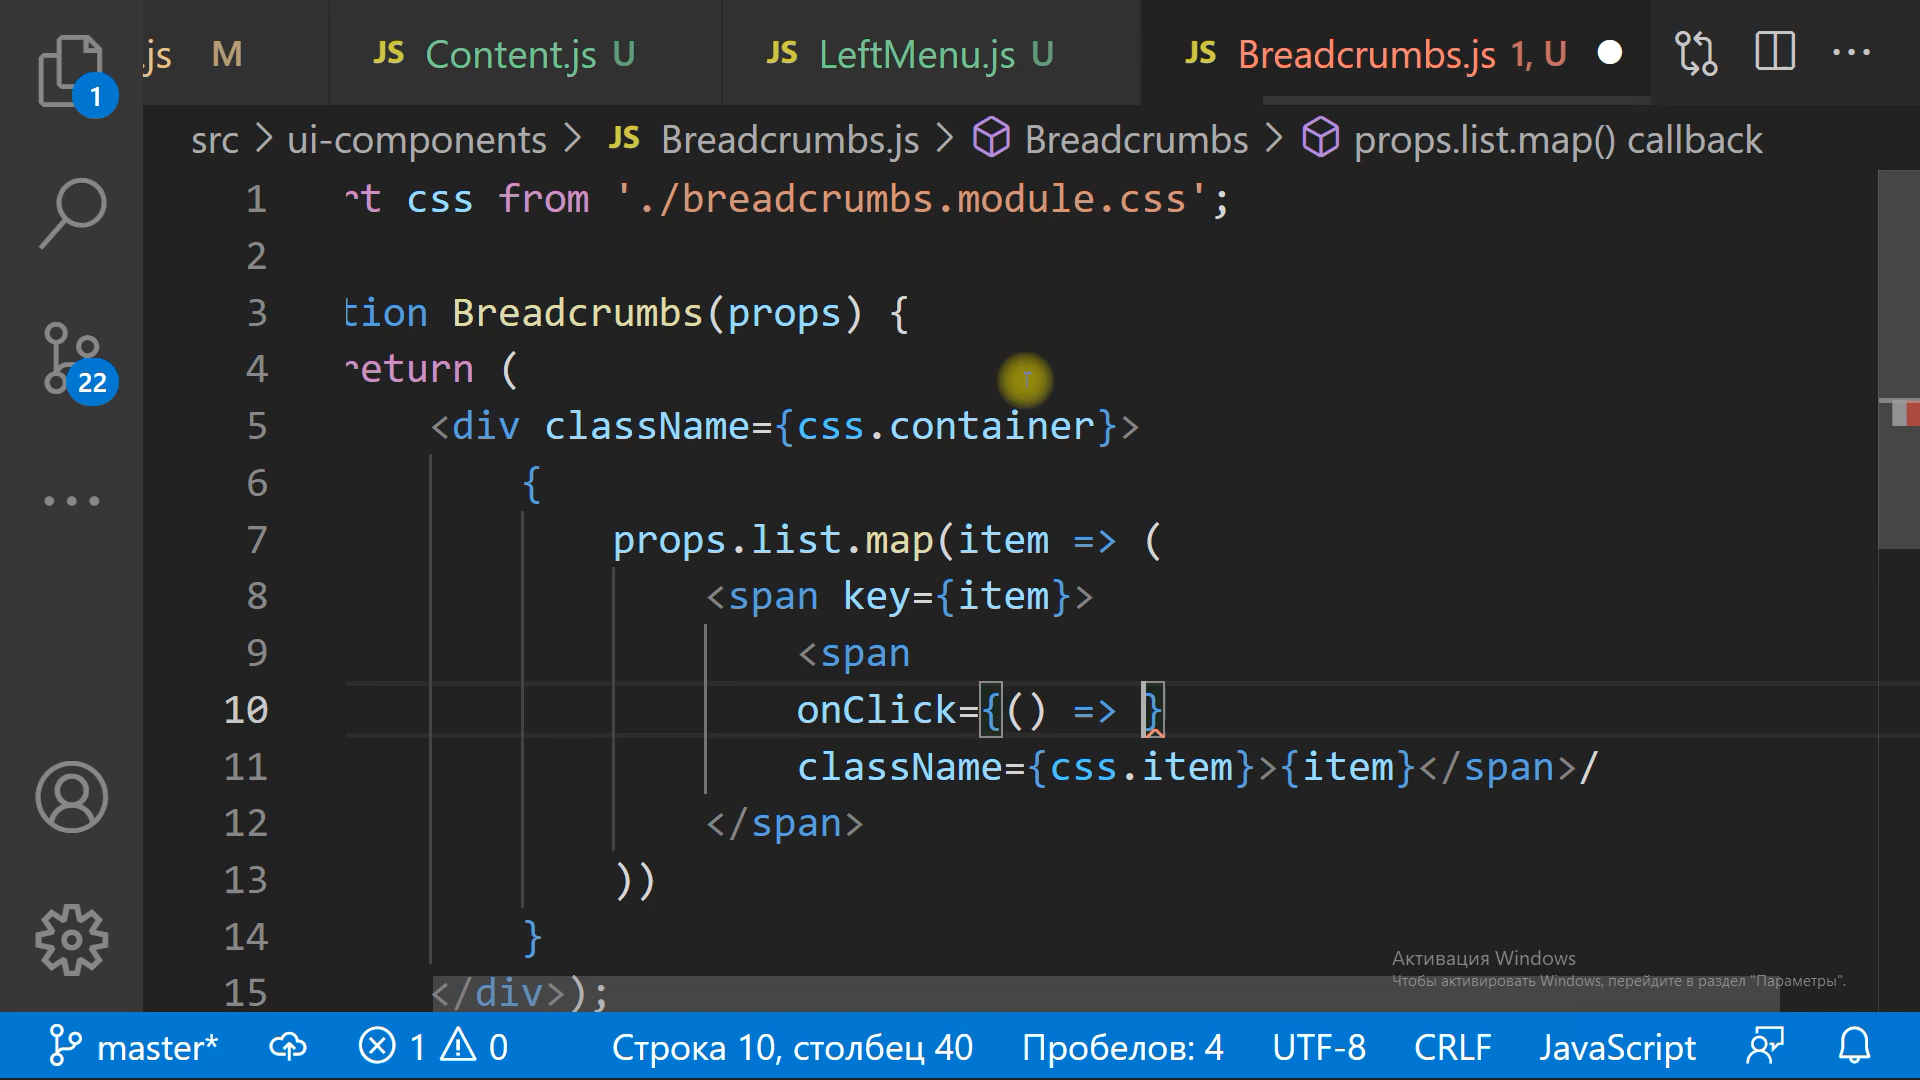 .js M JS Content.js U JS LeftMenu.js U JS Breadcrumbs.js 1, U
src > ui-components > JS Breadcrumbs.js > Breadcrumbs > props.list.map() callback
1 rt css from './breadcrumbs.module.css';
2
3 tion Breadcrumbs(props) {
4 return (
5 <div className={css.container}>
6 {
7 props.list.map(item => (
8 <span key={item}>
9 <span
10 onClick={() => }
11 className={css.item}>{item}</span>/
12 </span>
13 ))
14 }
15 </div>);
1
22
Активация Windows
Чтобы активировать Windows, перейдите в раздел "Параметры".
master* 1 0 Строка 10, столбец 40 Пробелов: 4 UTF-8 CRLF JavaScript